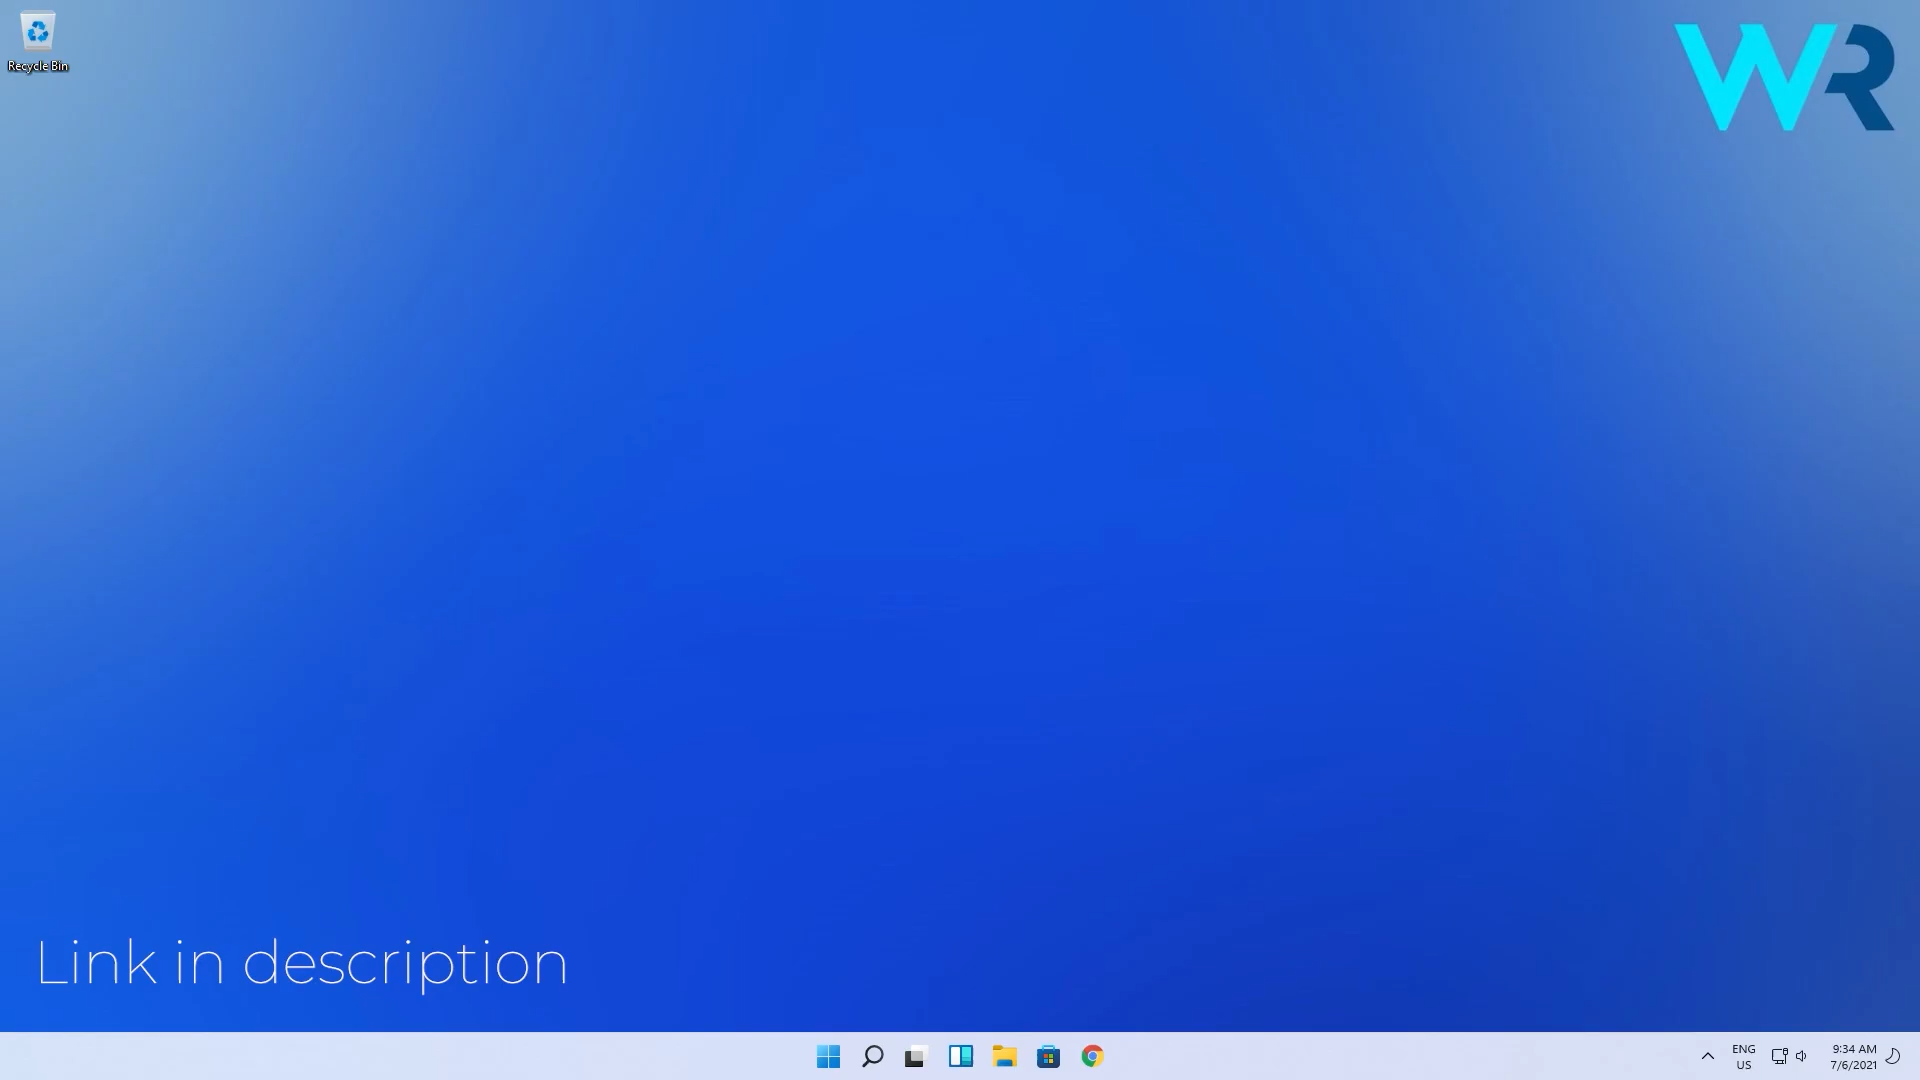 Recycle Bin
WR
Link in description
ENG
US
9:34 AM
7/6/2021